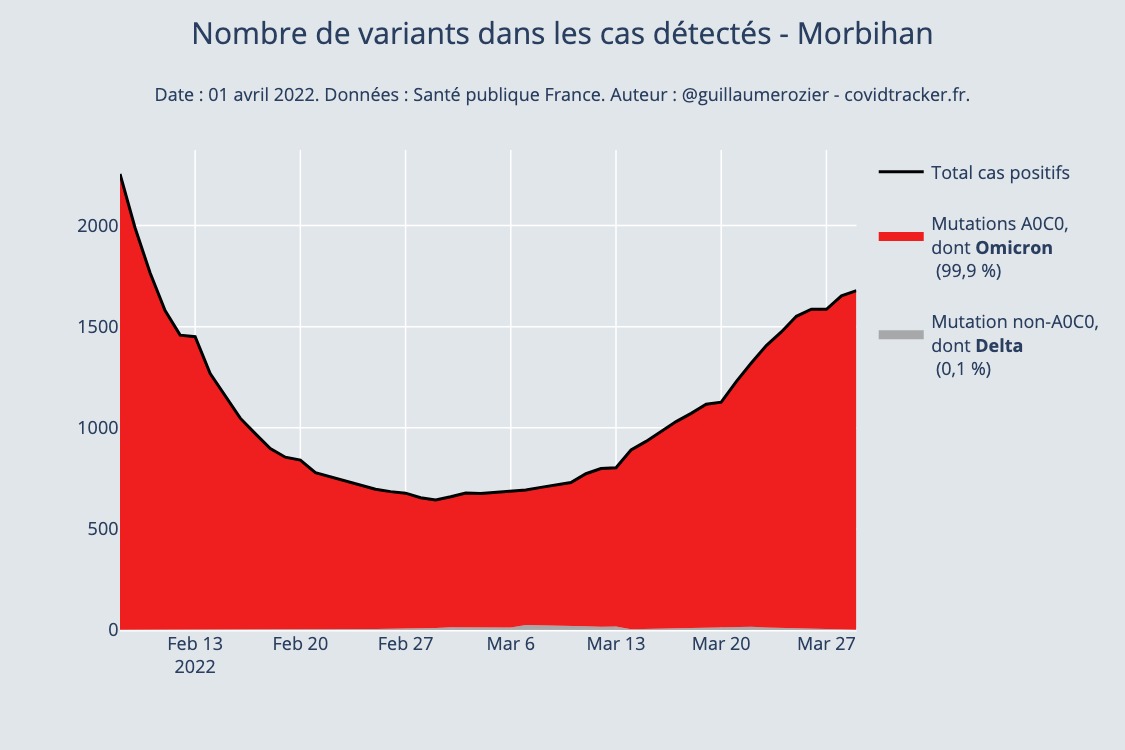 Nombre de variants dans les cas détectés - Morbihan
Date : 01 avril 2022. Données : Santé publique France. Auteur : @guillaumerozier - covidtracker.fr.
Total cas positifs
Mutations A0C0,
dont Omicron
(99,9 %)
Mutation non-A0C0,
dont Delta
(0,1 %)
2000
1500
1000
500
0
Feb 13 Feb 20 Feb 27 Mar 6 Mar 13 Mar 20 Mar 27
2022